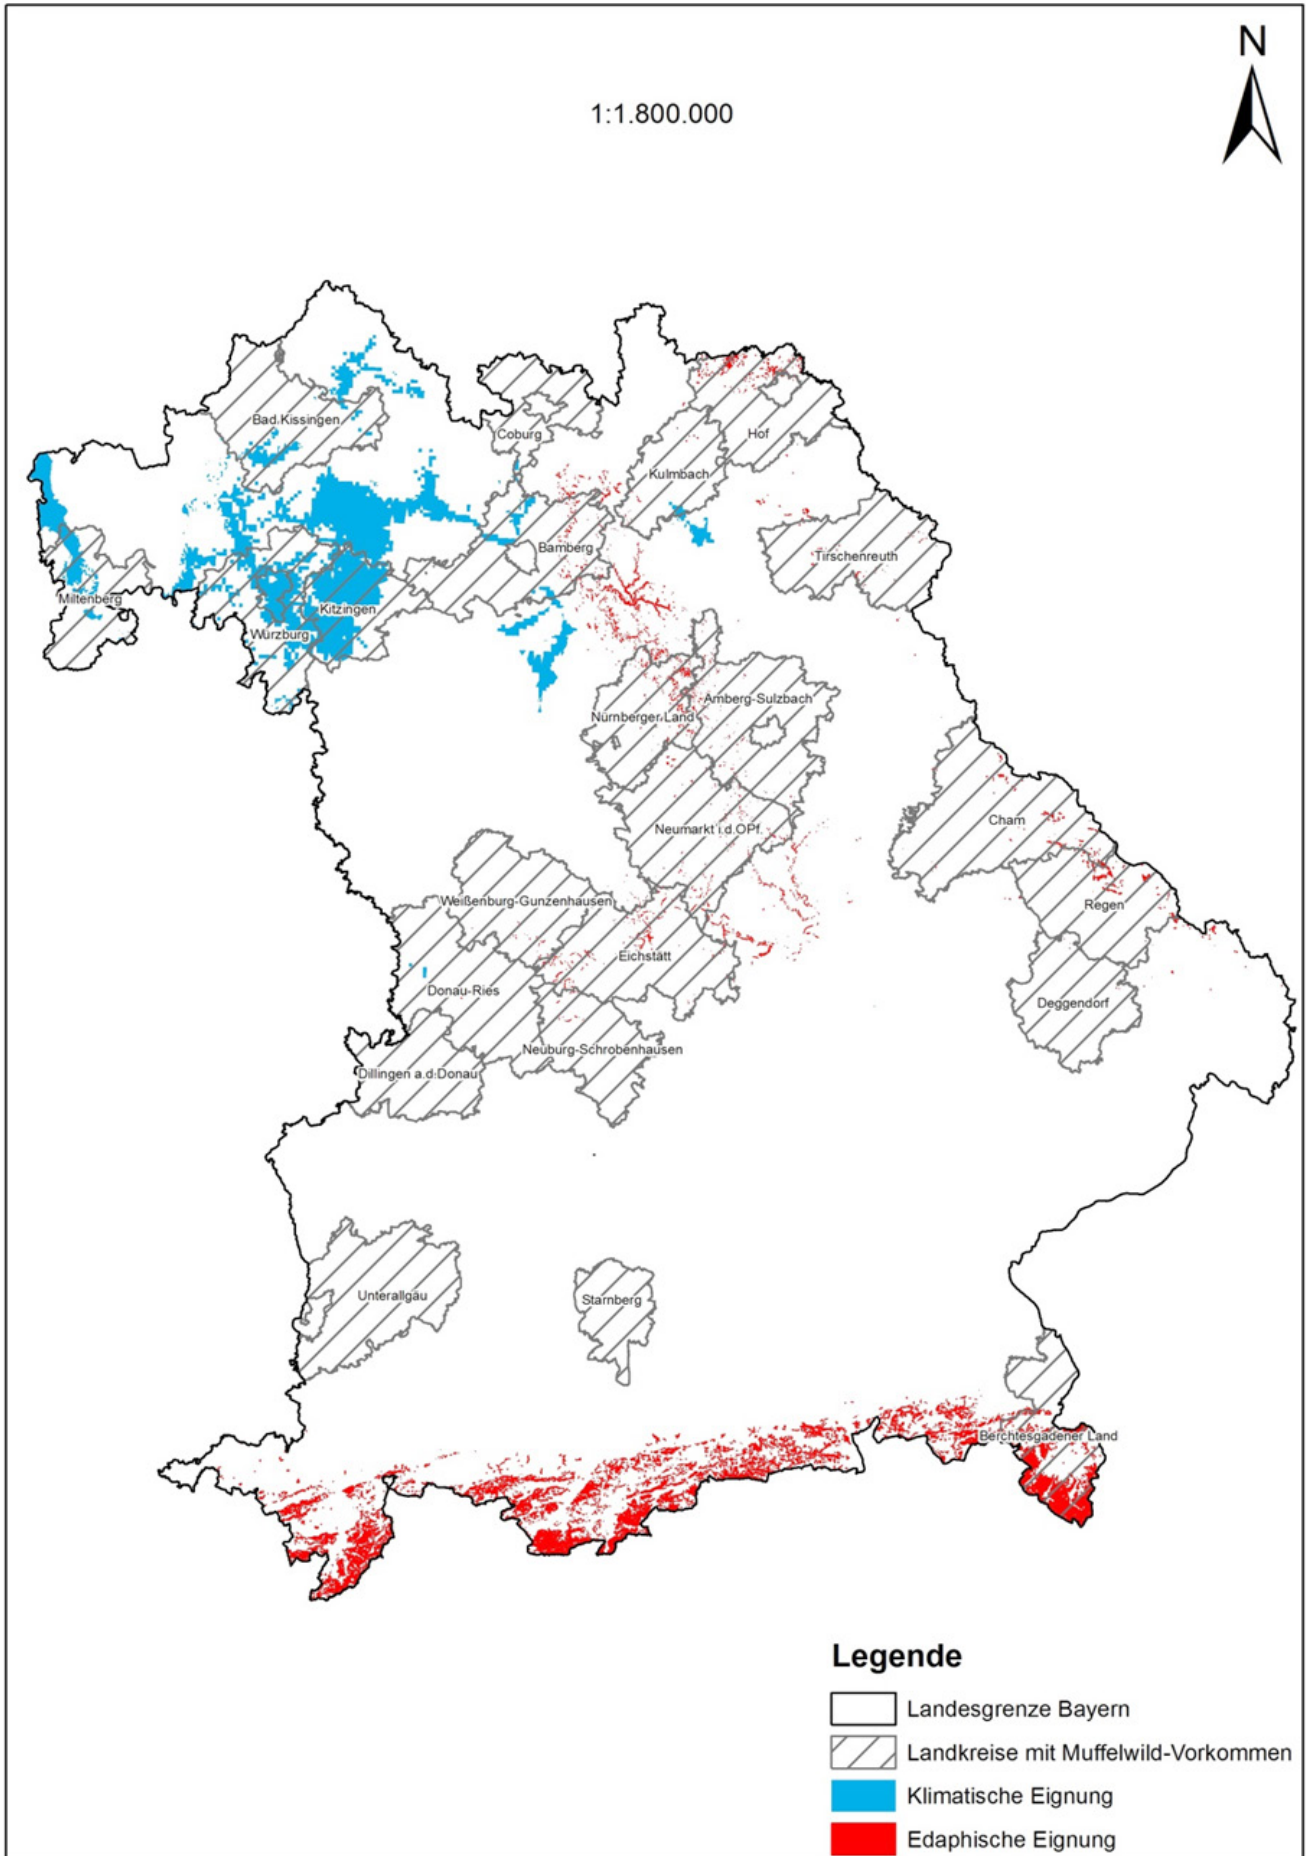 N
1:1.800.000
Bad Kissingen
Coburg
Hof
Kulmbach
Bamberg
Tirschenreuth
Miltenberg
Kitzingen
Würzburg
Amberg-Sulzbach
Nürnberger Land
Cham
Neumarkt i.d.OPf.
Weißenburg-Gunzenhausen
Regen
Eichstätt
Donau-Ries
Deggendorf
Neuburg-Schrobenhausen
Dillingen a.d.Donau
Unterallgäu
Starnberg
Berchtesgadener Land
Legende
Landesgrenze Bayern
Landkreise mit Muffelwild-Vorkommen
Klimatische Eignung
Edaphische Eignung